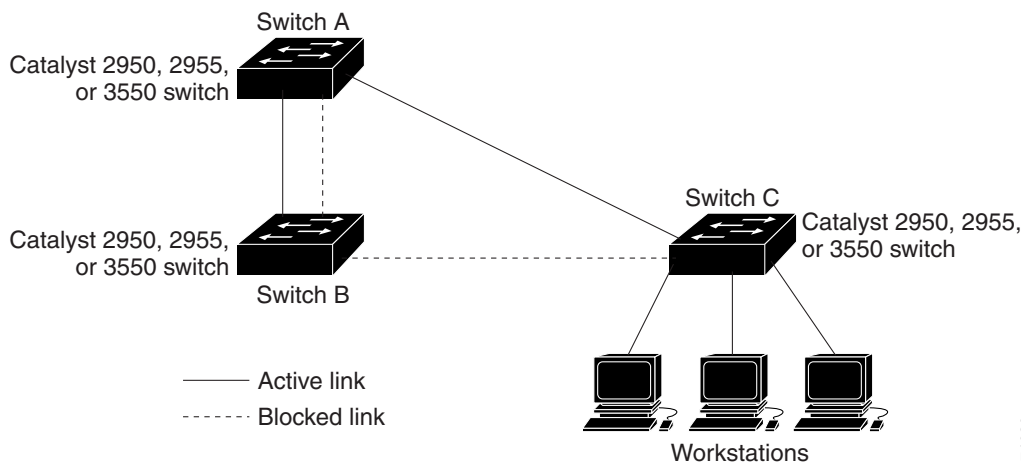 Switch A
Catalyst 2950, 2955,
or 3550 switch
Switch C
Catalyst 2950, 2955,
or 3550 switch
Catalyst 2950, 2955,
or 3550 switch
Switch B
Active link
Blocked link
Workstations